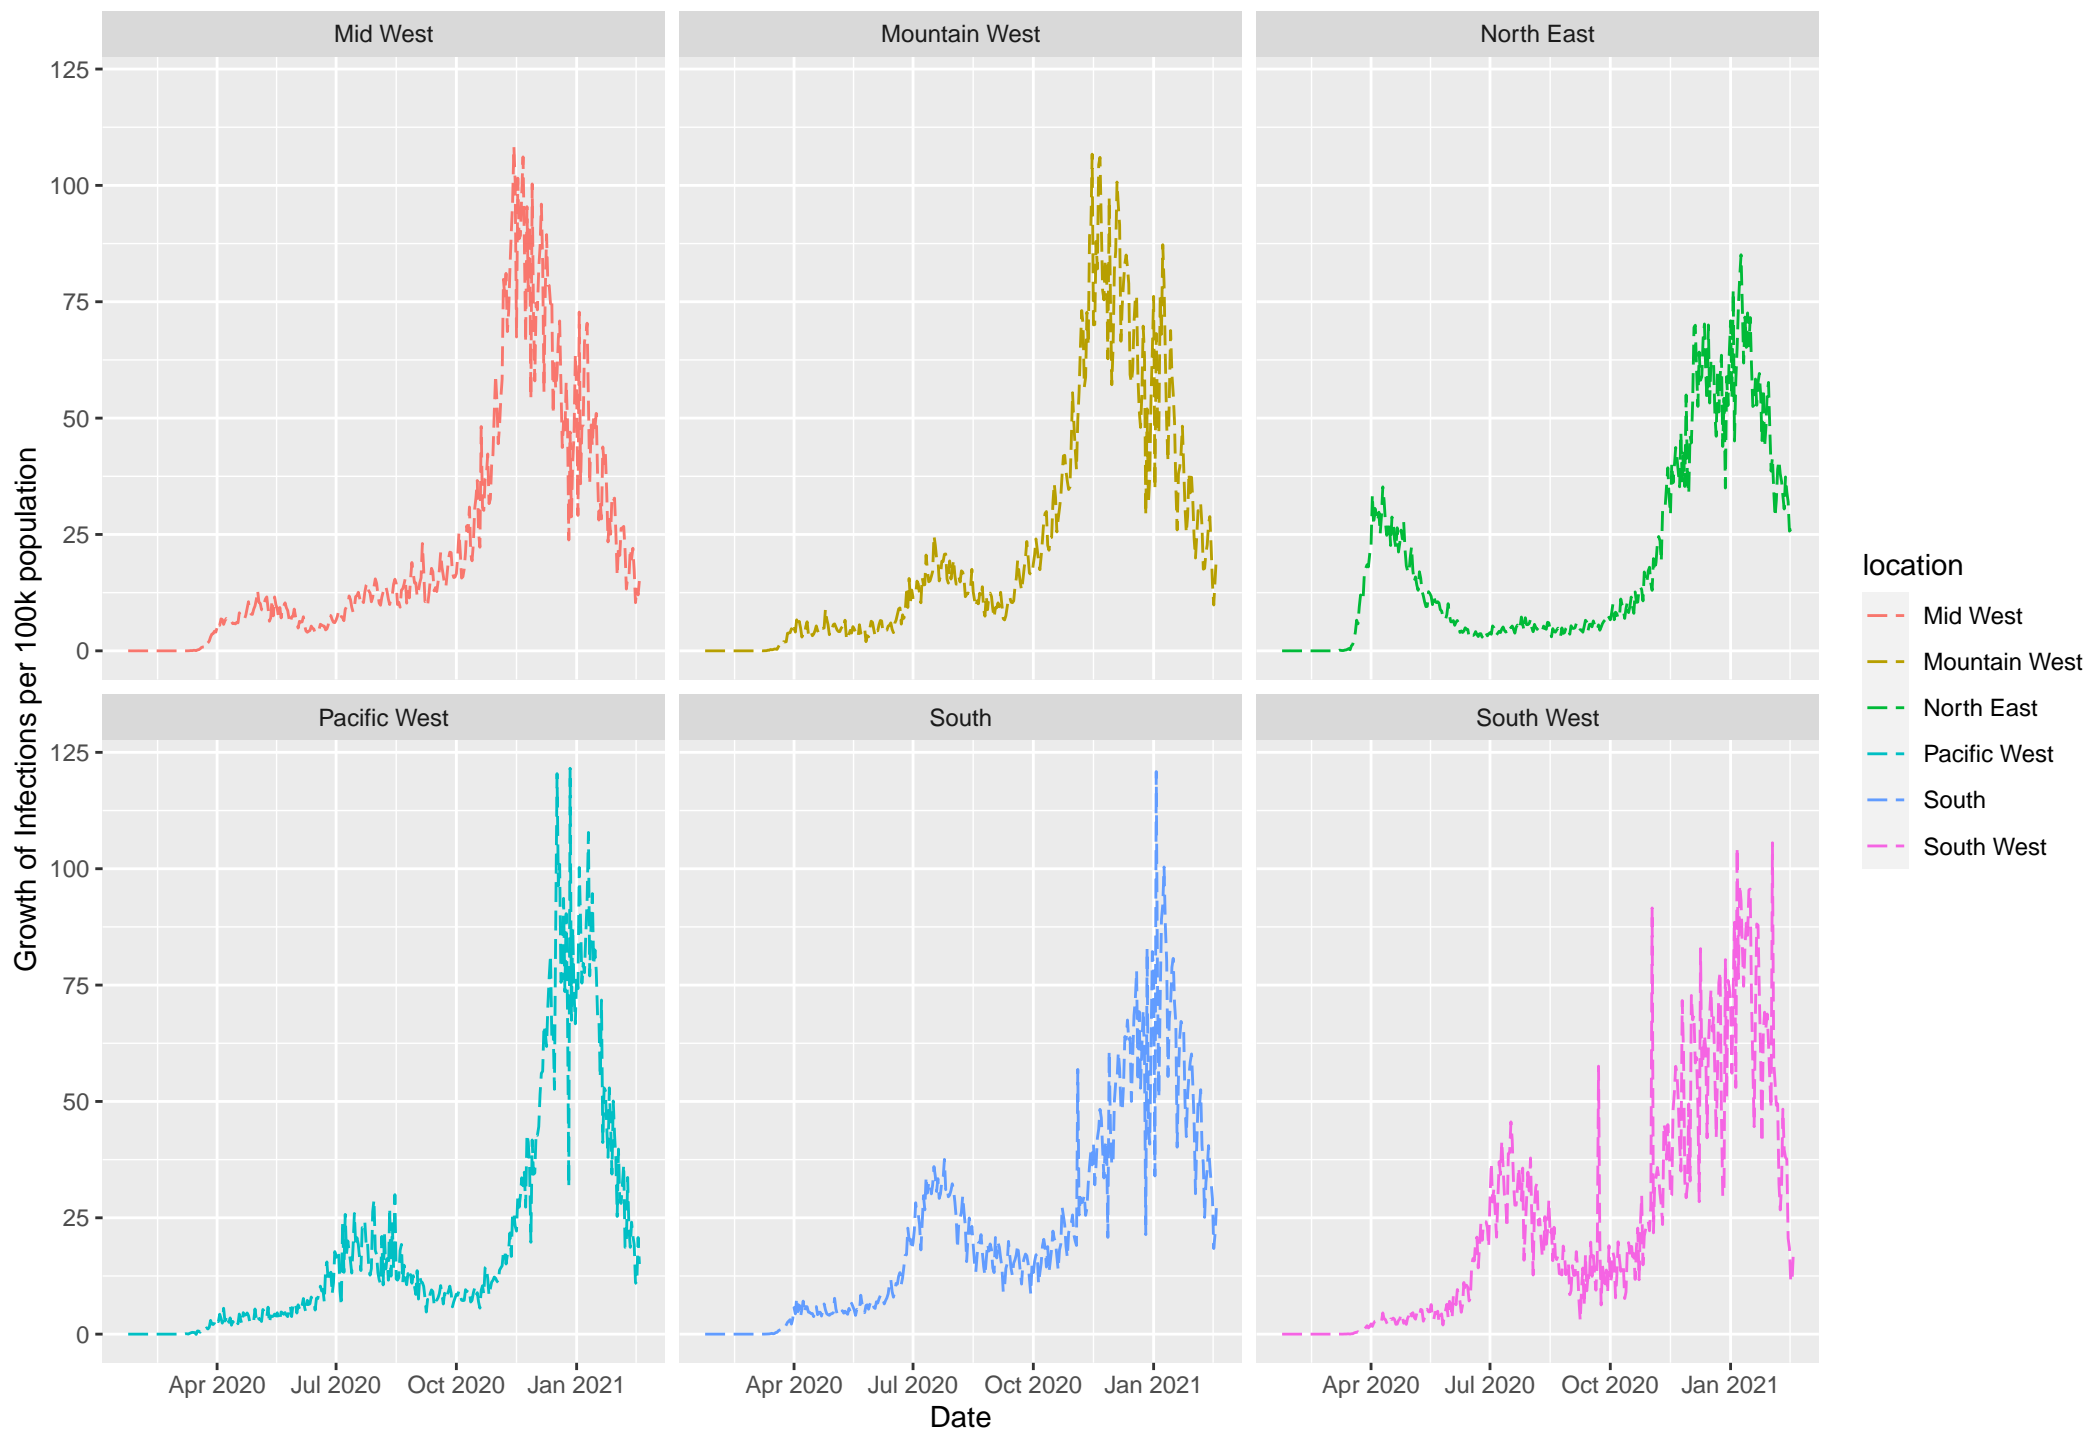 Mid West
Mountain West
North East
125
100
75
50
25
0
Pacific West
South
South West
125
100
75
50
25
0
Apr 2020 Jul 2020 Oct 2020 Jan 2021
Apr 2020 Jul 2020 Oct 2020 Jan 2021
Apr 2020 Jul 2020 Oct 2020 Jan 2021
Date
Growth of Infections per 100k population
location
Mid West
Mountain West
North East
Pacific West
South
South West